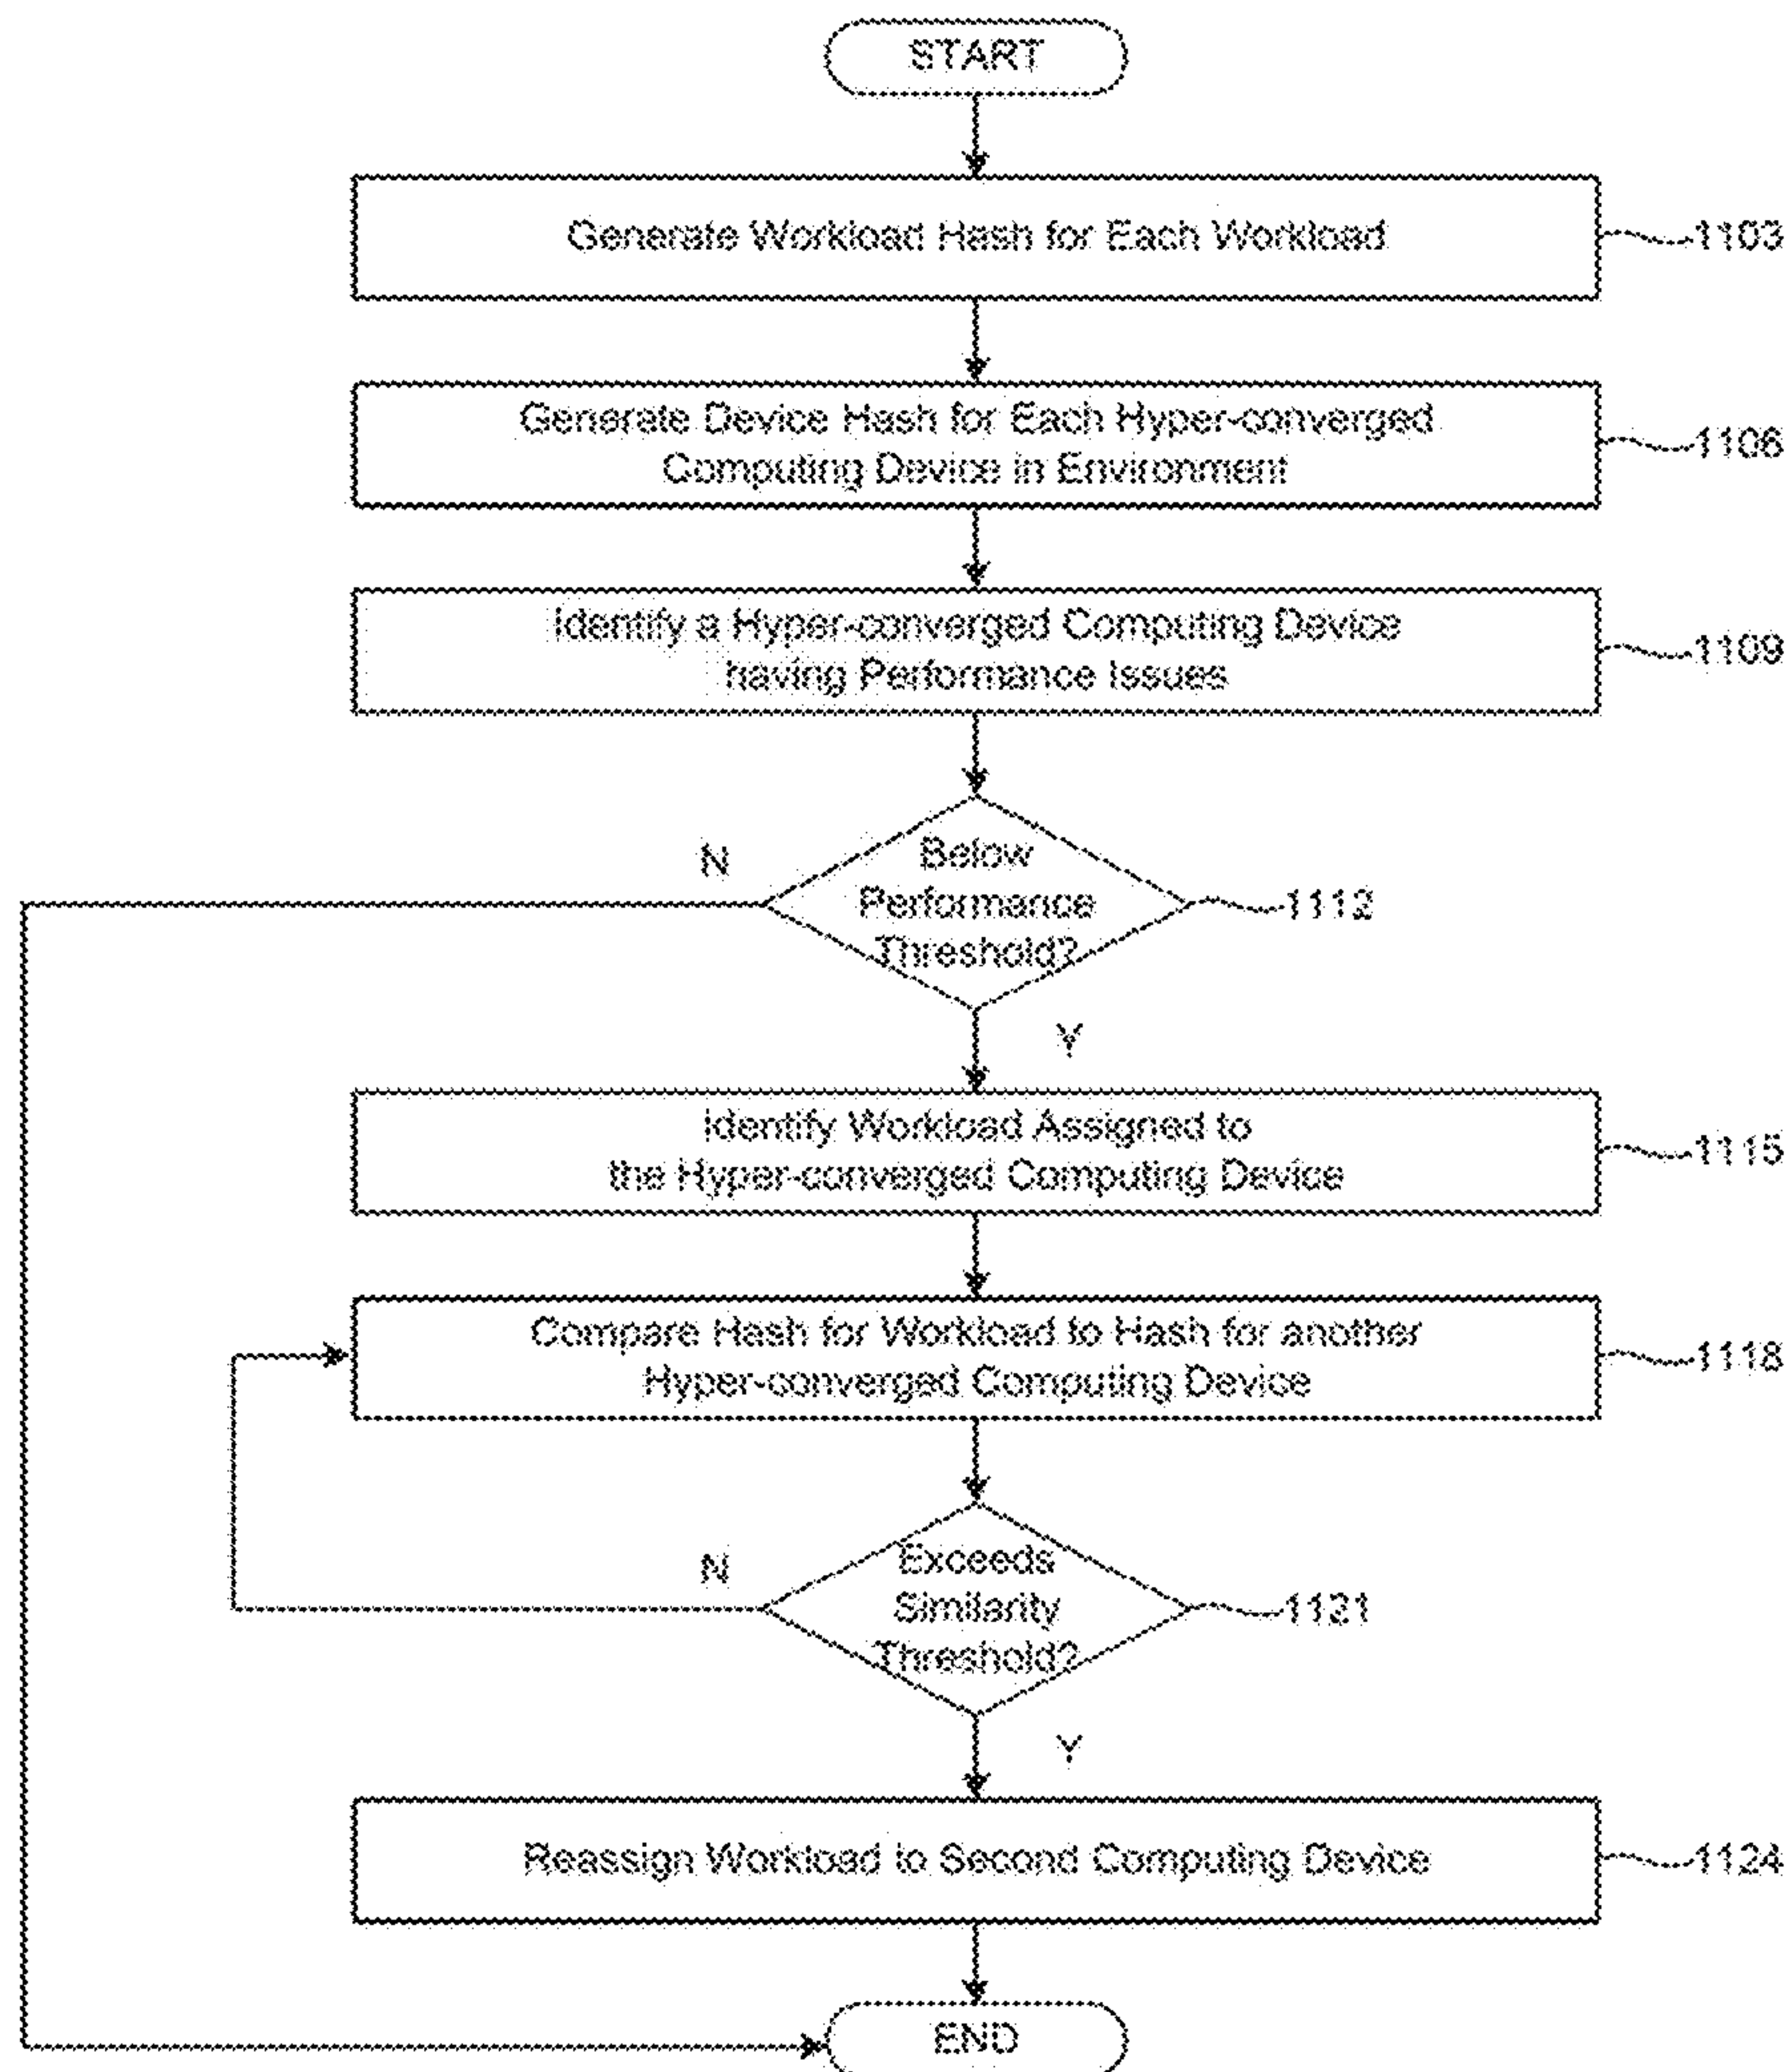 START
Generate Workload Hash for Each Workload
1103
Generate Device Hash for Each Hyper-converged
Computing Device in Environment
1106
Identify a Hyper-converged Computing Device
having Performance Issues
1109
Below
Performance
Threshold?
N
1112
Y
Identify Workload Assigned to
the Hyper-converged Computing Device
1115
Compare Hash for Workload to Hash for another
Hyper-converged Computing Device
1118
Exceeds
Similarity
Threshold?
N
1121
Y
Reassign Workload to Second Computing Device
1124
END